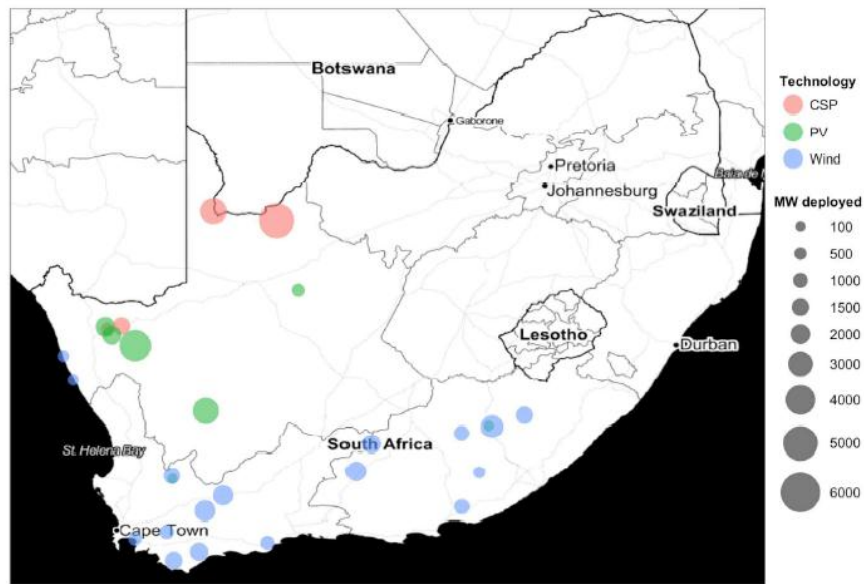 Botswana
Gaborone
Pretoria
Johannesburg
Swaziland
Lesotho
Durban
South Africa
St. Helena Bay
Cape Town
Technology
CSP
PV
Wind
MW deployed
100
500
1000
1500
2000
3000
4000
5000
6000